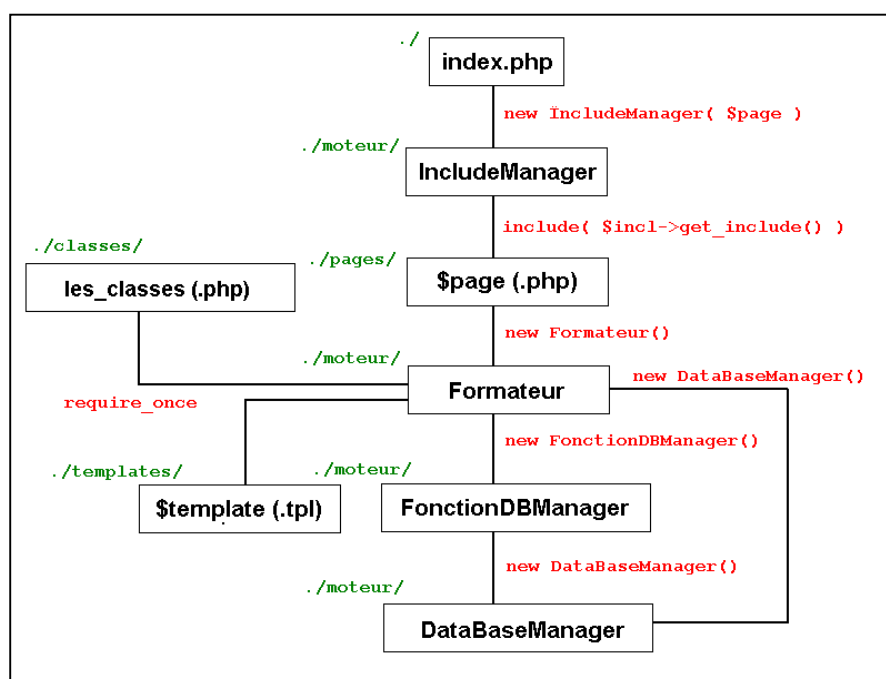 ./
index.php
new IncludeManager( $page )
./moteur/
IncludeManager
include( $incl->get_include() )
./classes/
./pages/
les_classes (.php)
$page (.php)
new Formateur()
./moteur/
new DataBaseManager()
Formateur
require_once
new FonctionDBManager()
./templates/
./moteur/
$template (.tpl)
FonctionDBManager
new DataBaseManager()
./moteur/
DataBaseManager